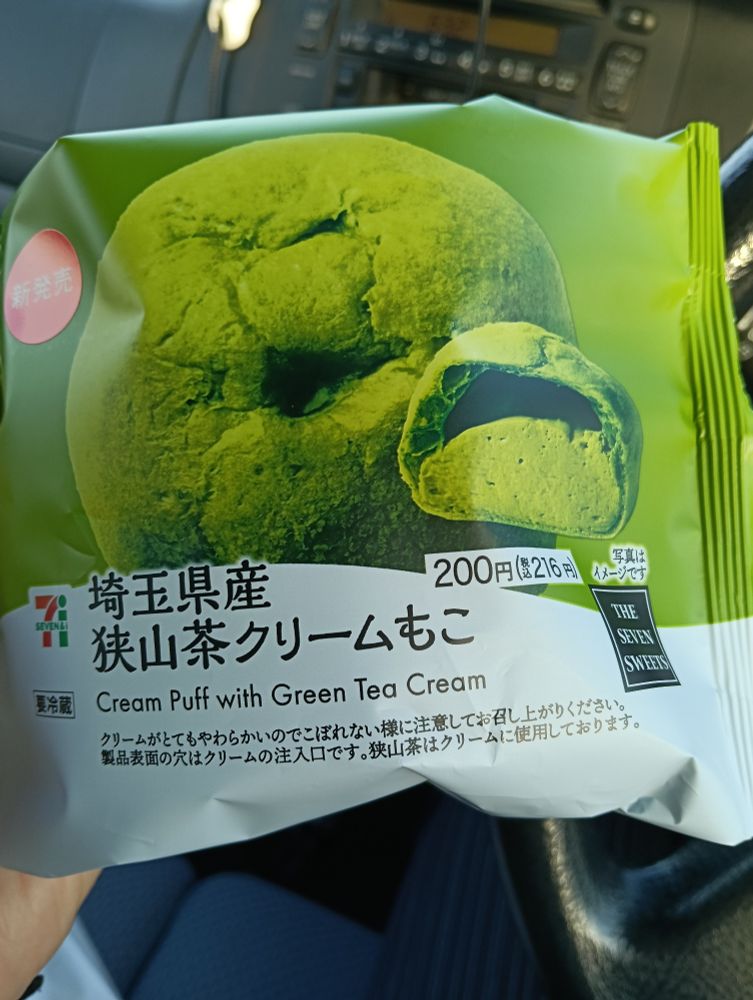 新発売
200円(税込216円)
写真は
イメージです
埼玉県産
狭山茶クリームもこ
SEVEN&i
THE
SEVEN
SWEETS
要冷蔵
Cream Puff with Green Tea Cream
クリームがとてもやわらかいのでこぼれない様に注意してお召し上がりください。
製品表面の穴はクリームの注入口です。狭山茶はクリームに使用しております。